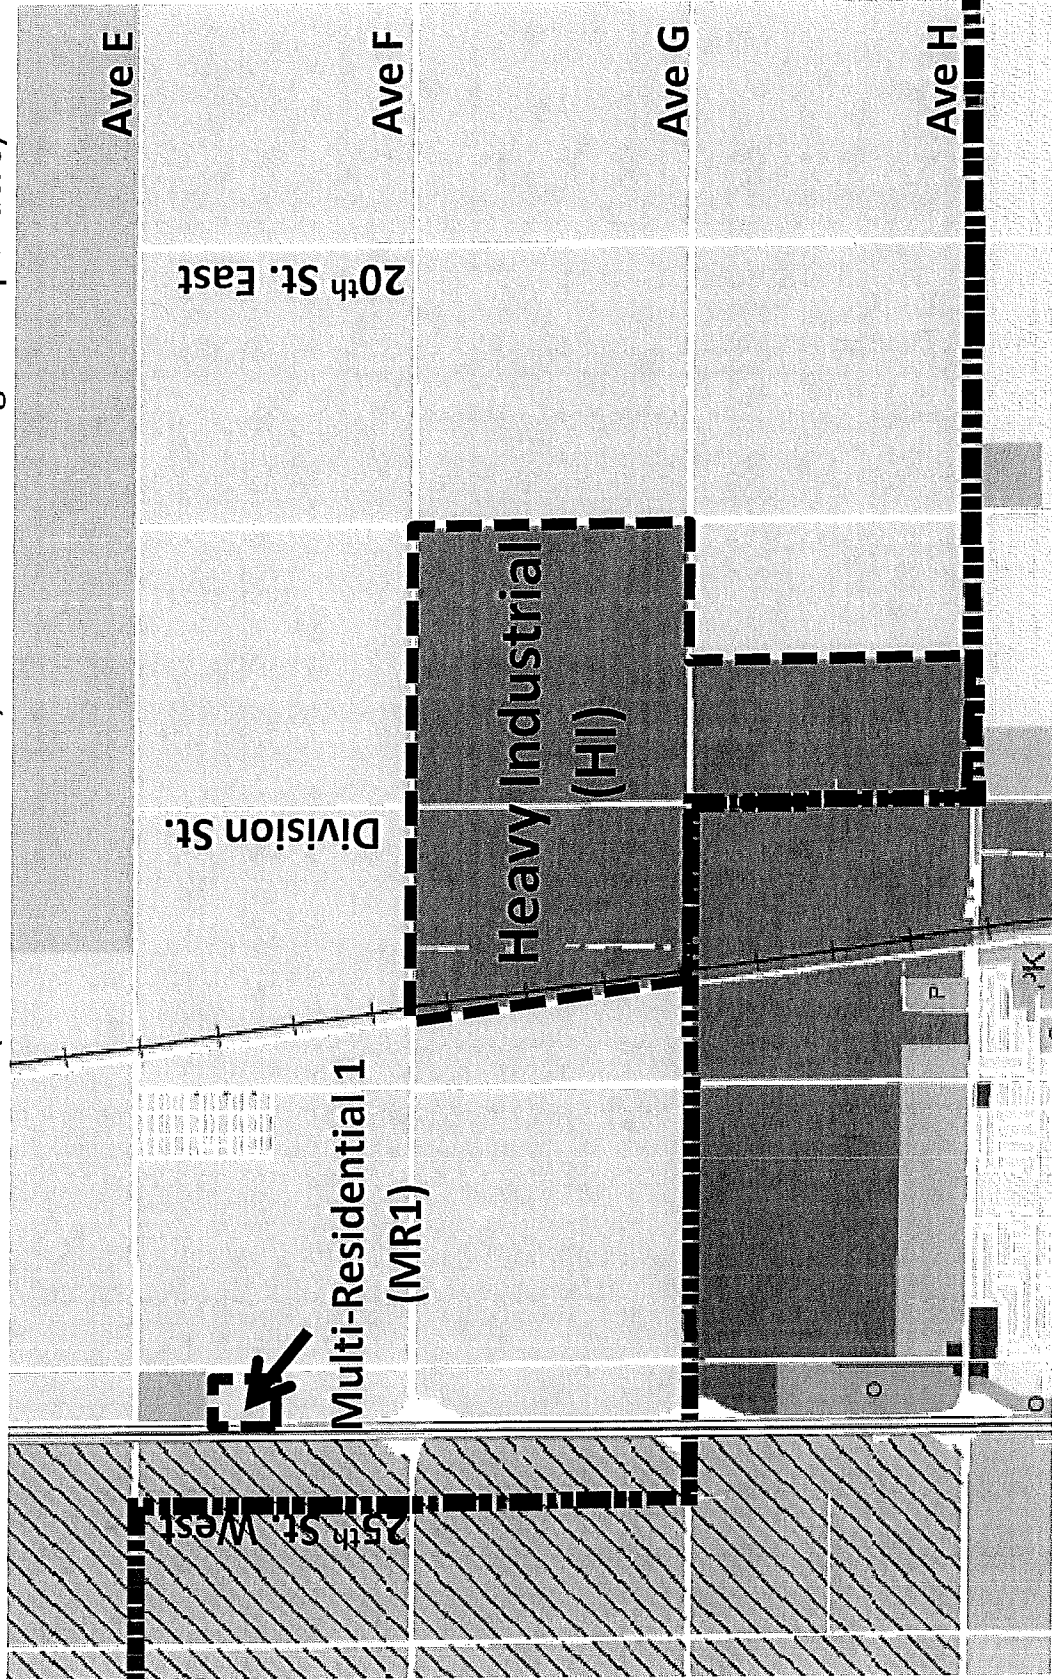 Ave E
Ave F
Ave G
Ave H
20th St. East
Division St.
25th St. West
Heavy Industrial
(HI)
Multi-Residential 1
(MR1)
P
O
O
PK